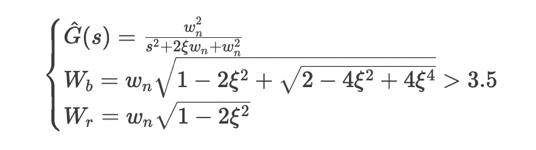 Ĝ(s) = w_n^2 / (s^2+2ξw_n+w_n^2)
W_b = w_n√(1 − 2ξ^2 + √(2 − 4ξ^2 + 4ξ^4)) > 3.5
W_r = w_n√(1 − 2ξ^2)